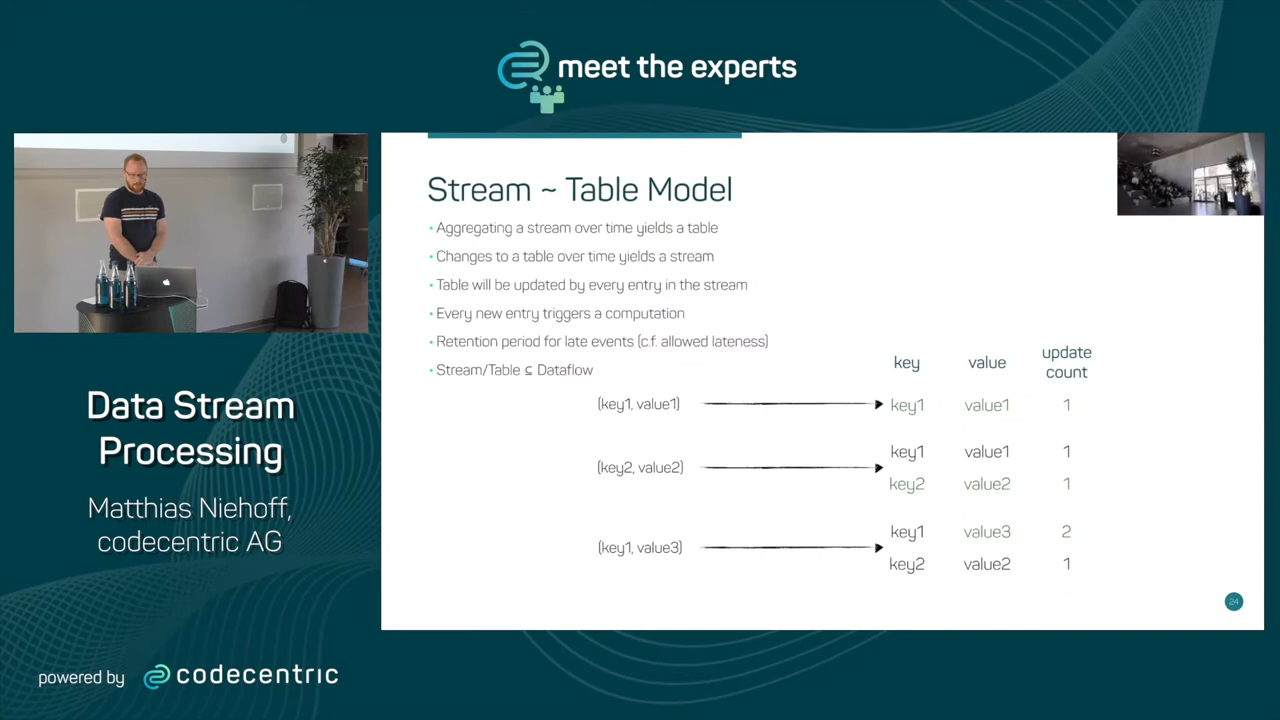 meet the experts
Stream ~ Table Model
• Aggregating a stream over time yields a table
• Changes to a table over time yields a stream
• Table will be updated by every entry in the stream
• Every new entry triggers a computation
• Retention period for late events (c.f. allowed lateness)
• Stream/Table ⊆ Dataflow
key value update count
(key1, value1) key1 value1 1
(key2, value2) key1 value1 1
key2 value2 1
(key1, value3) key1 value3 2
key2 value2 1
24
Data Stream
Processing
Matthias Niehoff,
codecentric AG
powered by codecentric